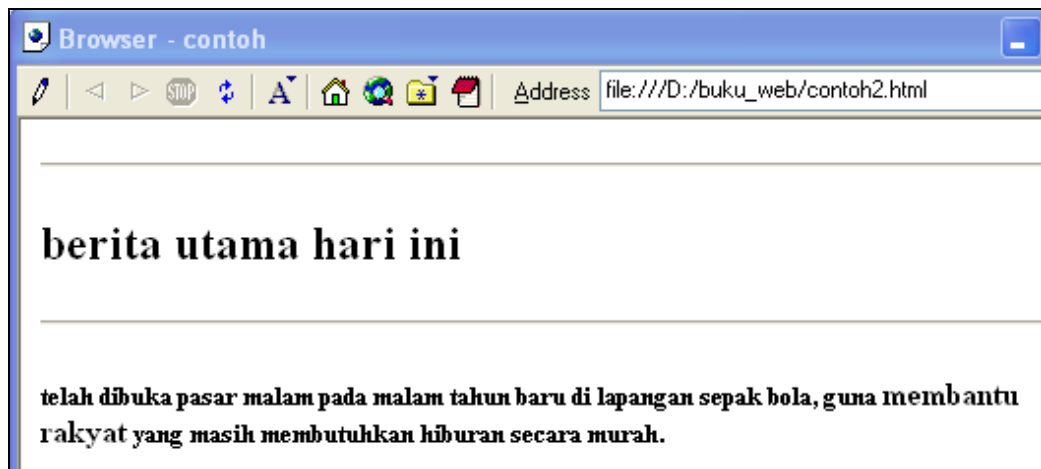 Browser - contoh
STOP A Address file:///D:/buku_web/contoh2.html
berita utama hari ini
telah dibuka pasar malam pada malam tahun baru di lapangan sepak bola, guna membantu
rakyat yang masih membutuhkan hiburan secara murah.